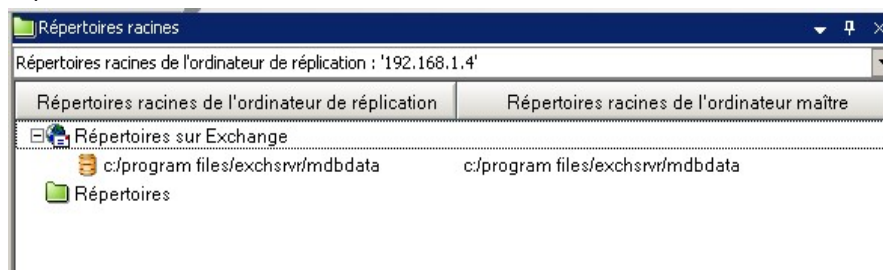 Répertoires racines
Répertoires racines de l'ordinateur de réplication : '192.168.1.4'
Répertoires racines de l'ordinateur de réplication Répertoires racines de l'ordinateur maître
Répertoires sur Exchange
c:/program files/exchsrvr/mdbdata c:/program files/exchsrvr/mdbdata
Répertoires